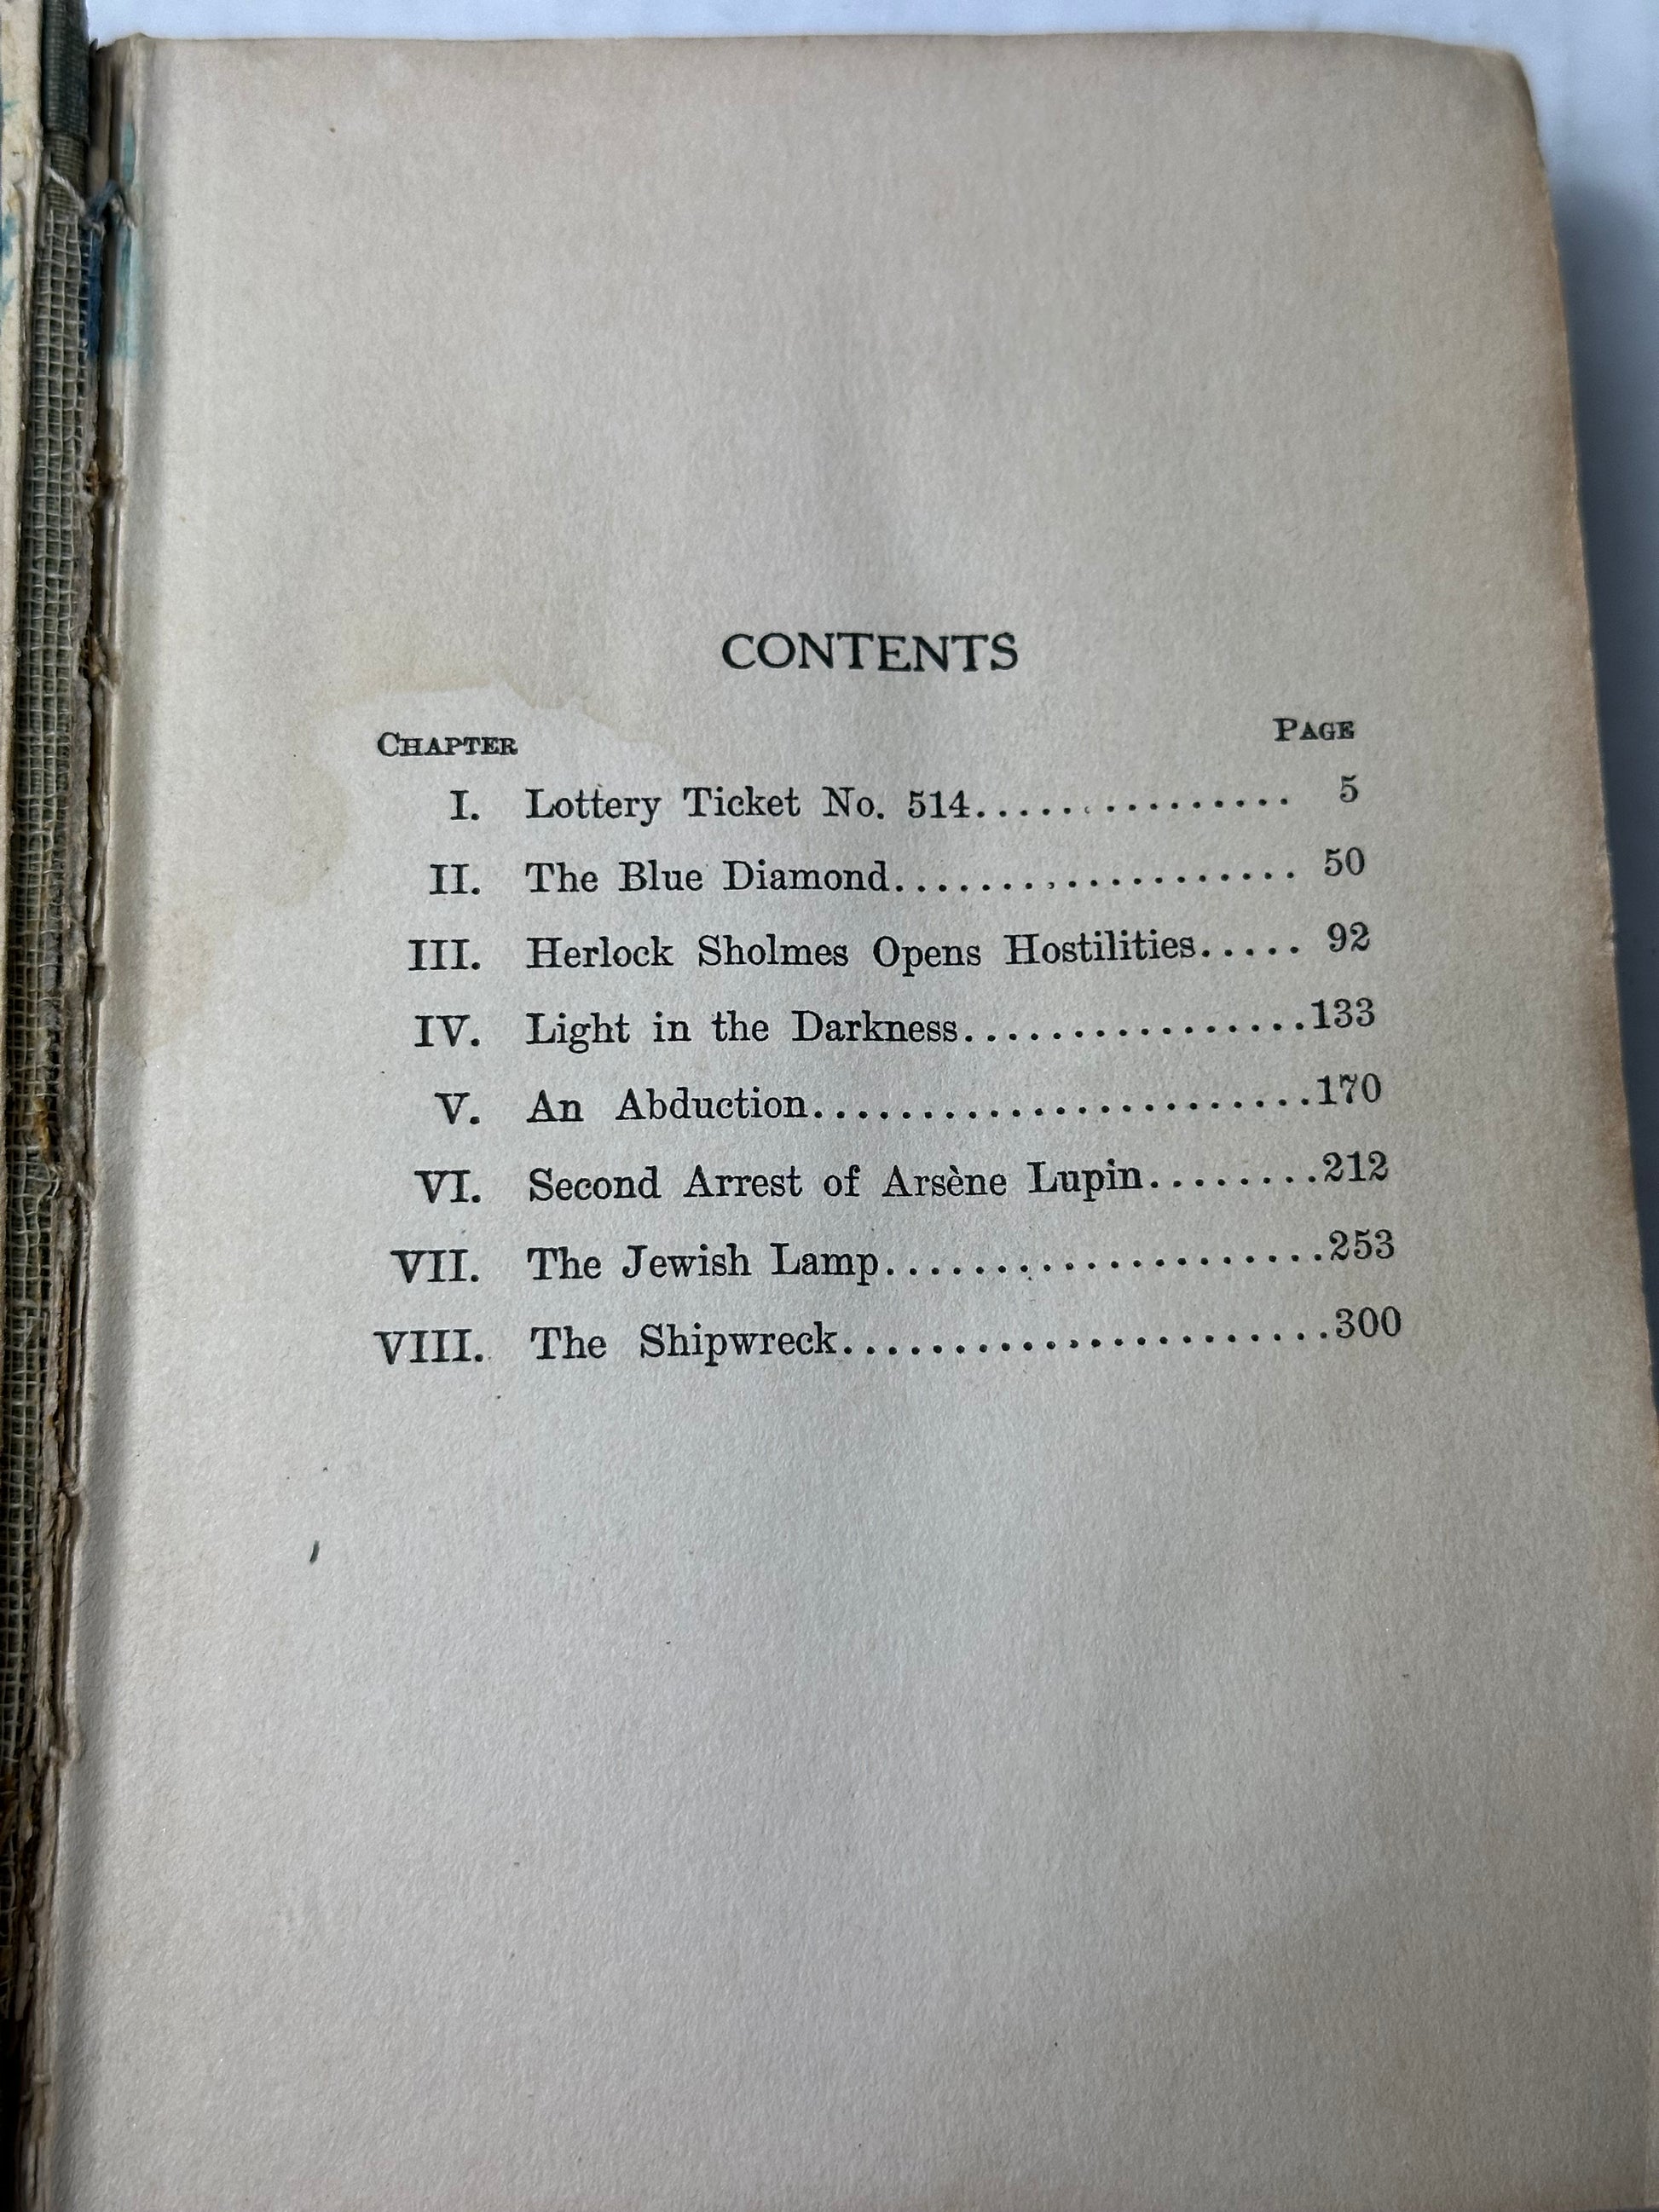 CONTENTS
CHAPTER PAGE
I. Lottery Ticket No. 514................ 5
II. The Blue Diamond.................... 50
III. Herlock Sholmes Opens Hostilities..... 92
IV. Light in the Darkness.................133
V. An Abduction.........................170
VI. Second Arrest of Arsène Lupin.........212
VII. The Jewish Lamp......................253
VIII. The Shipwreck.......................300